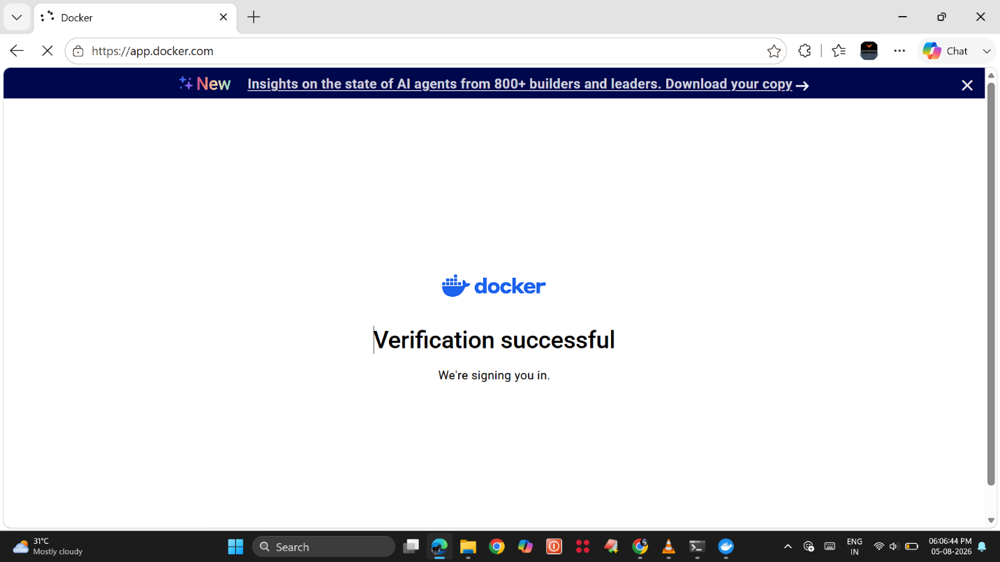 Docker
https://app.docker.com
Chat
New Insights on the state of AI agents from 800+ builders and leaders. Download your copy →
docker
Verification successful
We're signing you in.
31°C
Mostly cloudy
Search
ENG
IN
06:06:44 PM
05-08-2026